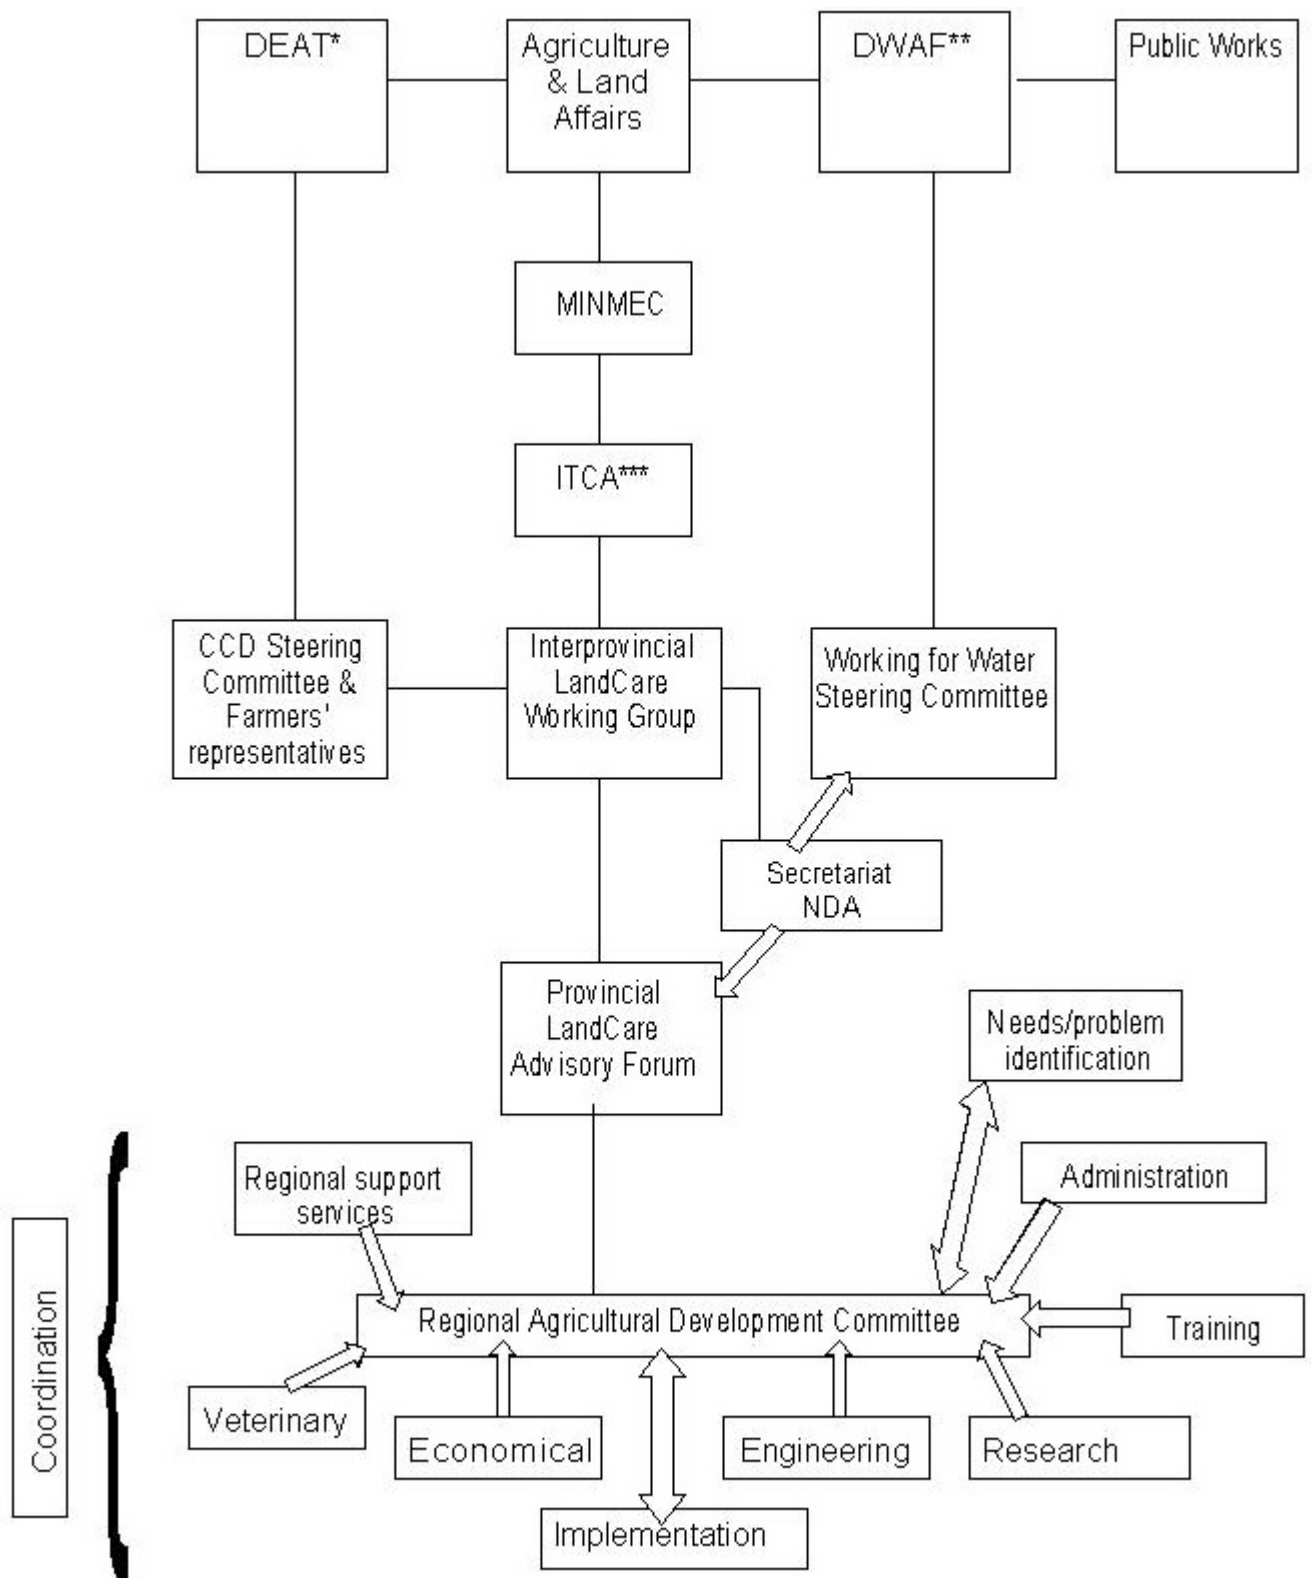 DEAT*
Agriculture
& Land
Affairs
DWAF**
Public Works
MINMEC
ITCA***
CCD Steering
Committee &
Farmers'
representatives
Interprovincial
LandCare
Working Group
Working for Water
Steering Committee
Secretariat
NDA
Provincial
LandCare
Advisory Forum
Needs/problem
identification
Regional support
services
Administration
Coordination
Regional Agricultural Development Committee
Training
Veterinary
Economical
Engineering
Research
Implementation